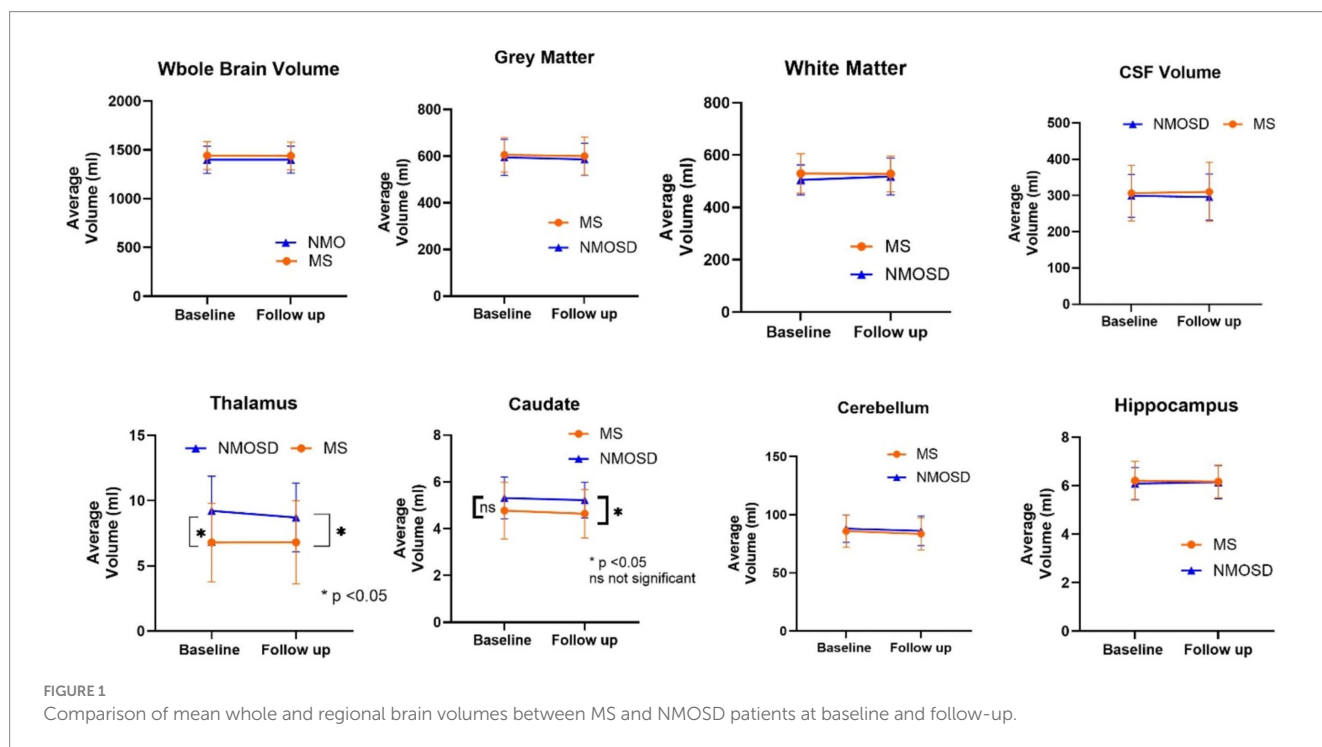 Wbole Brain Volume
Average
Volume (ml)
2000
1500
1000
500
0
NMO
MS
Baseline Follow up
Grey Matter
Average
Volume (ml)
800
600
400
200
0
MS
NMOSD
Baseline Follow up
White Matter
Average
Volume (ml)
800
600
400
200
0
MS
NMOSD
Baseline Follow up
CSF Volume
Average
Volume (ml)
500
400
300
200
100
0
NMOSD MS
Baseline Follow up
Thalamus
Average
Volume (ml)
15
10
5
0
NMOSD MS
*
*
* p <0.05
Baseline Follow up
Caudate
Average
Volume (ml)
8
6
4
2
0
MS
NMOSD
ns
*
* p <0.05
ns not significant
Baseline Follow up
Cerebellum
Average
Volume (ml)
150
100
50
0
MS
NMOSD
Baseline Follow up
Hippocampus
Average
Volume (ml)
8
6
4
2
0
MS
NMOSD
Baseline Follow up
FIGURE 1
Comparison of mean whole and regional brain volumes between MS and NMOSD patients at baseline and follow-up.